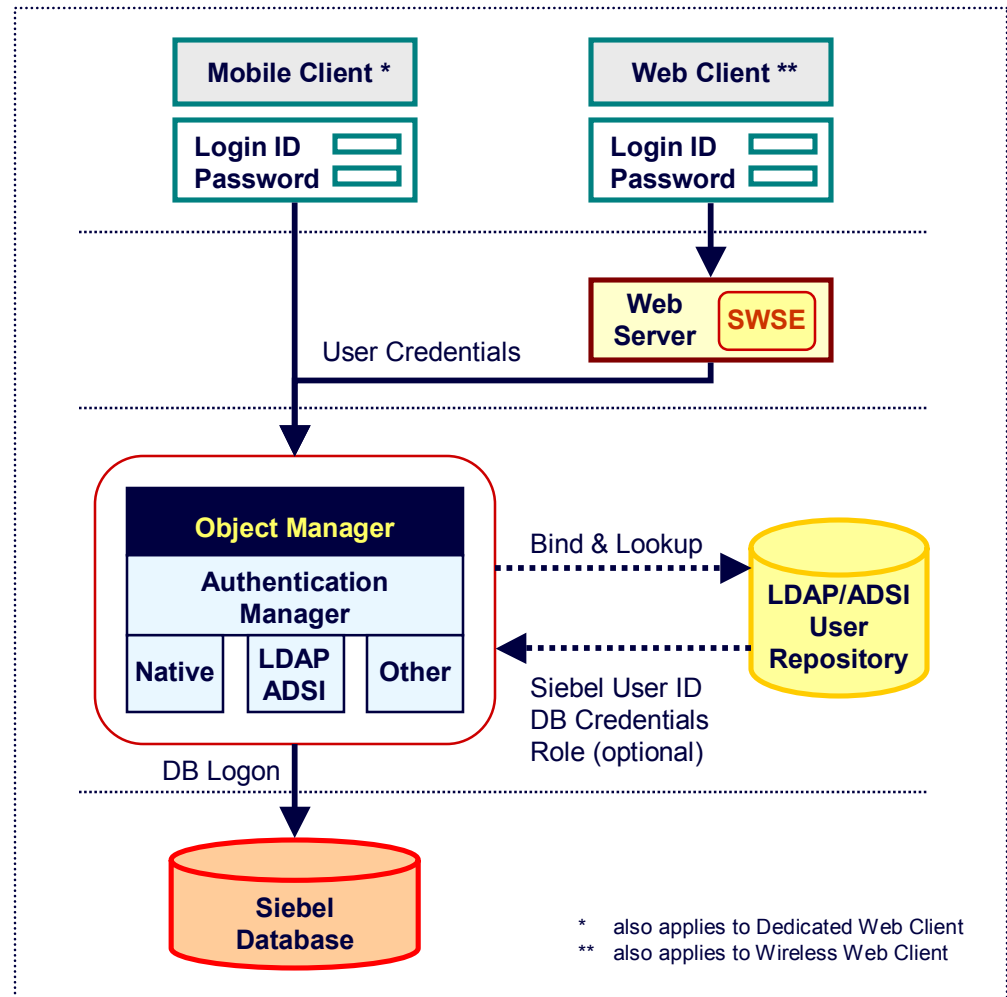 Mobile Client *
Web Client **
Login ID
Password
Login ID
Password
Web
Server
SWSE
User Credentials
Object Manager
Authentication
Manager
Native
LDAP
ADSI
Other
Bind & Lookup
LDAP/ADSI
User
Repository
Siebel User ID
DB Credentials
Role (optional)
DB Logon
Siebel
Database
* also applies to Dedicated Web Client
** also applies to Wireless Web Client